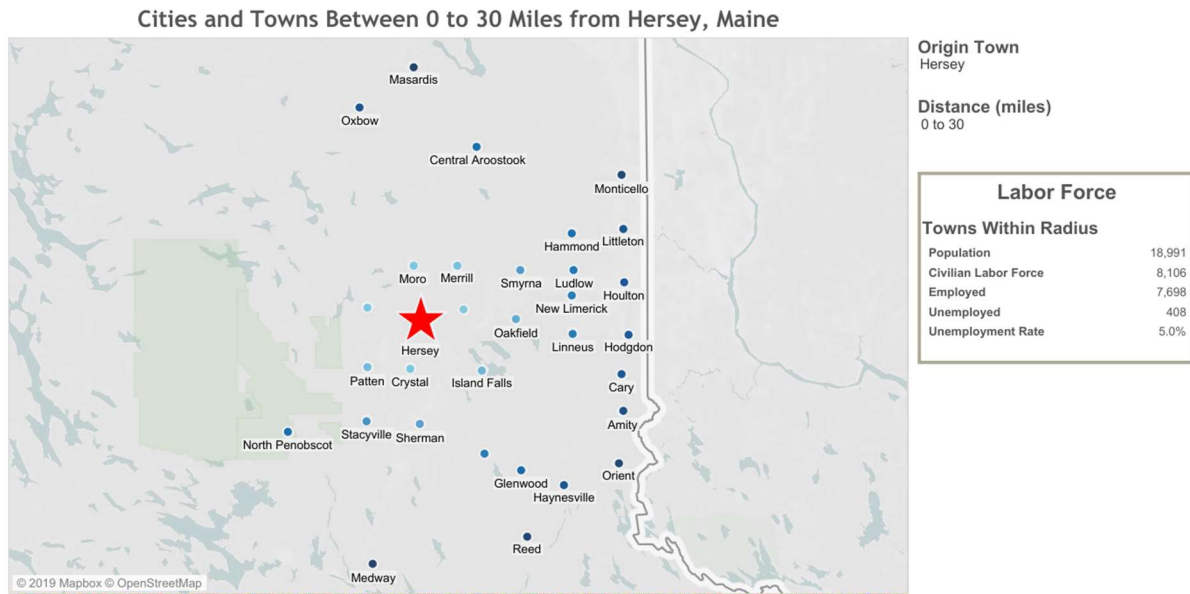 Cities and Towns Between 0 to 30 Miles from Hersey, Maine
Origin Town
Hersey
Distance (miles)
0 to 30
Labor Force
Towns Within Radius
Population 18,991
Civilian Labor Force 8,106
Employed 7,698
Unemployed 408
Unemployment Rate 5.0%
Masardis
Oxbow
Central Aroostook
Monticello
Hammond
Littleton
Moro
Merrill
Smyrna
Ludlow
Houlton
New Limerick
Oakfield
Linneus
Hodgdon
Hersey
Patten
Crystal
Island Falls
Cary
Amity
Stacyville
Sherman
North Penobscot
Orient
Glenwood
Haynesville
Reed
Medway
© 2019 Mapbox © OpenStreetMap